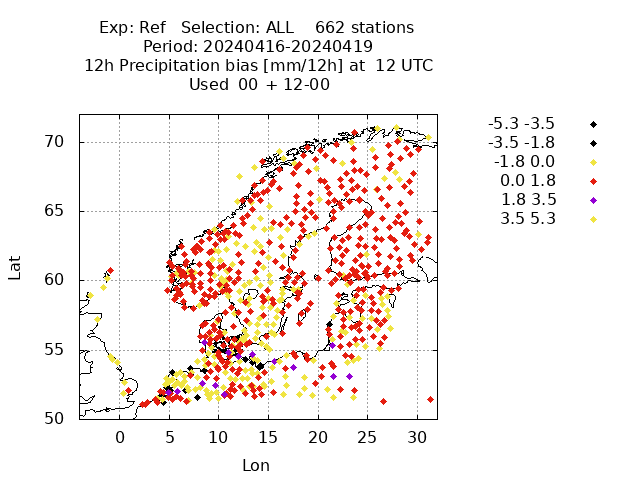 Exp: Ref   Selection: ALL    662 stations
Period: 20240416-20240419
12h Precipitation bias [mm/12h] at  12 UTC
Used  00 + 12-00
-5.3 -3.5
-3.5 -1.8
-1.8 0.0
0.0 1.8
1.8 3.5
3.5 5.3
70
65
60
55
50
Lat
0 5 10 15 20 25 30
Lon